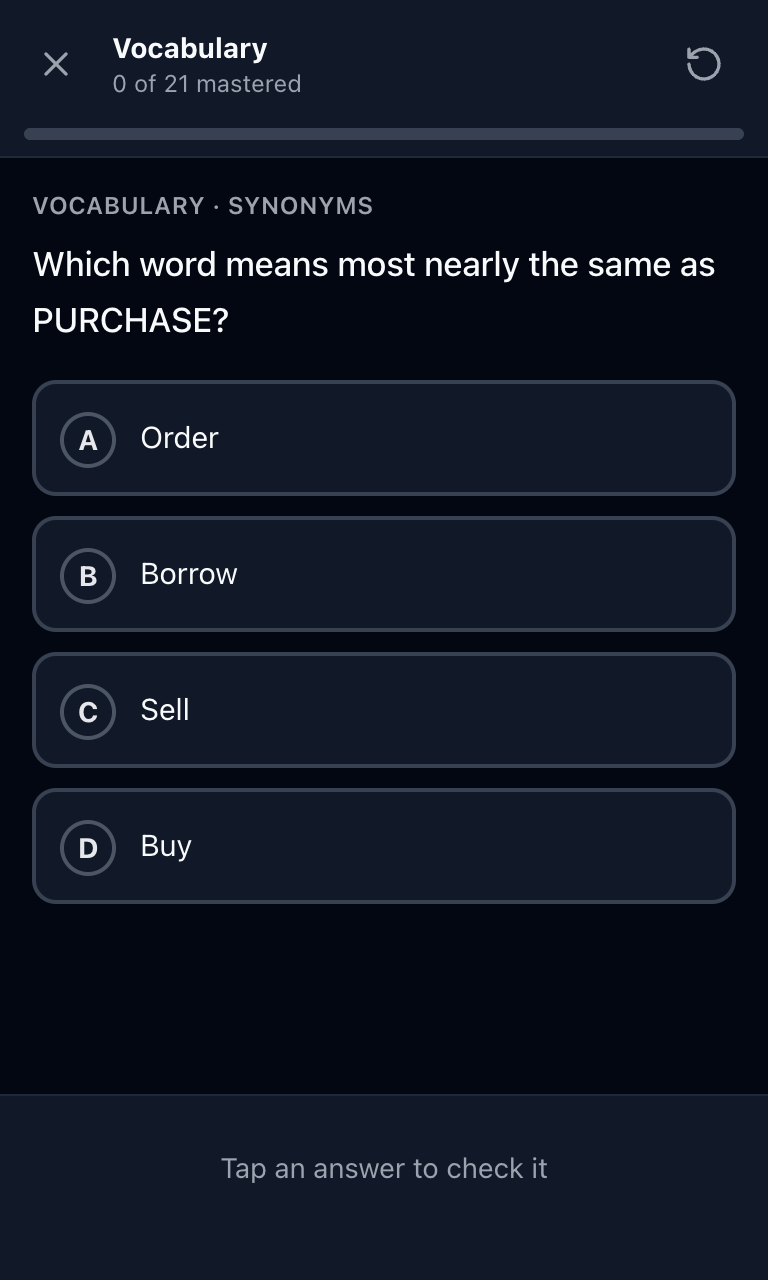 Vocabulary
0 of 21 mastered
VOCABULARY · SYNONYMS
Which word means most nearly the same as
PURCHASE?
A Order
B Borrow
C Sell
D Buy
Tap an answer to check it